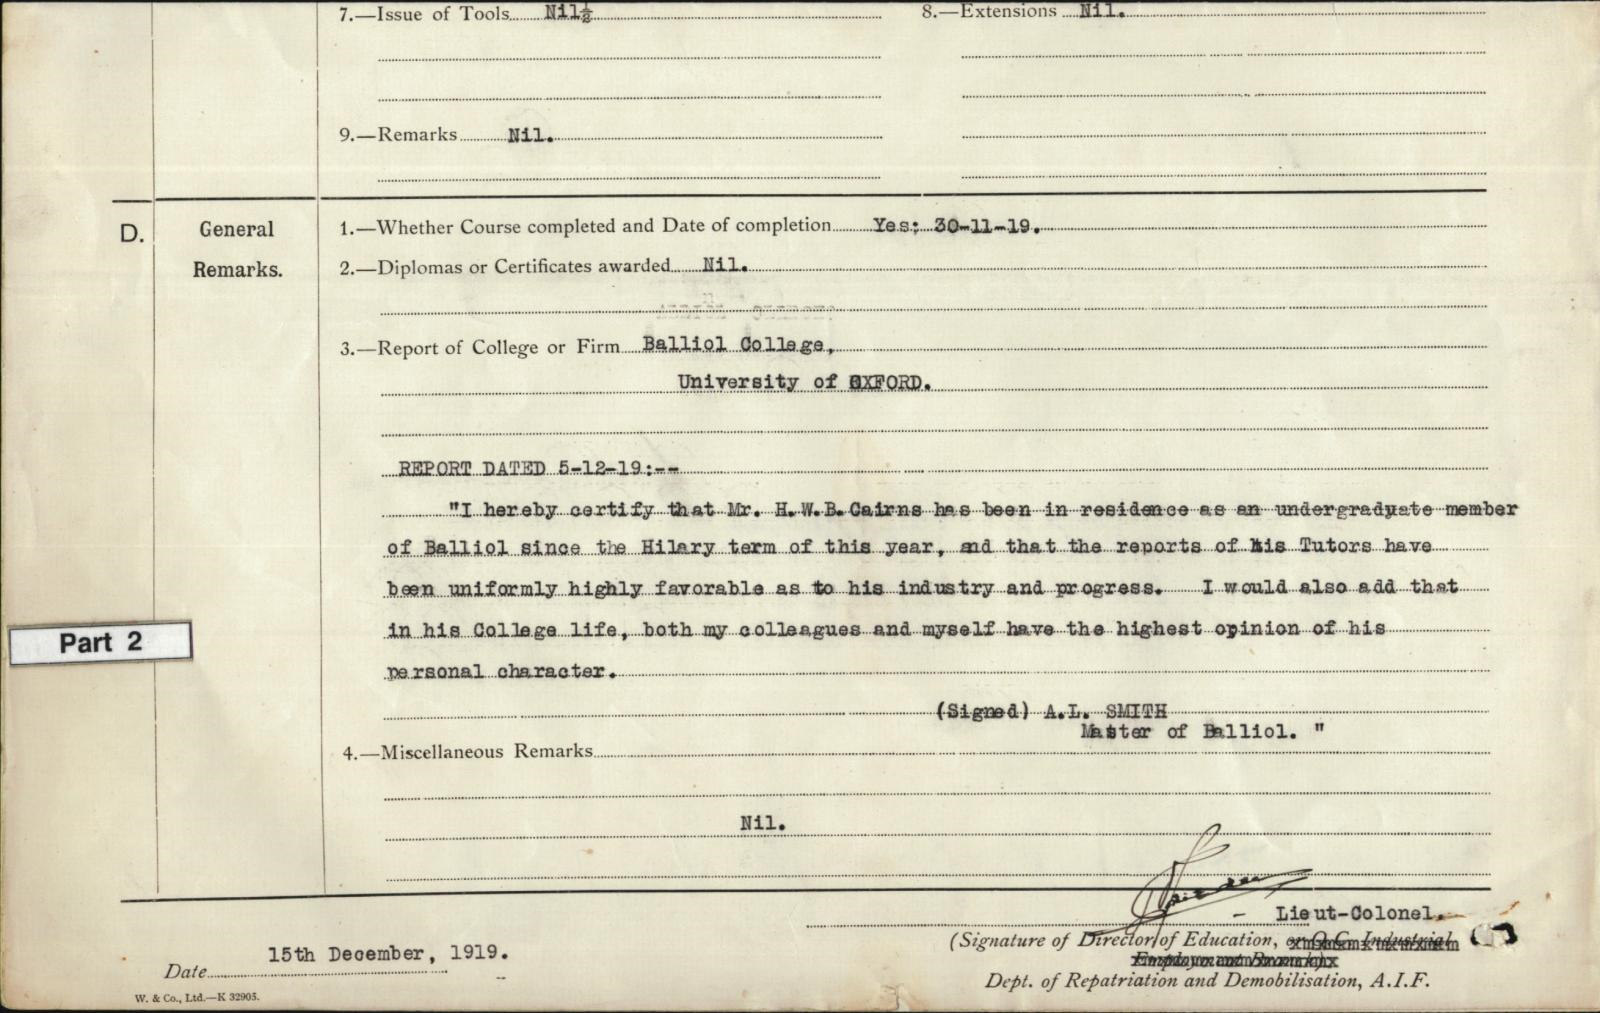 7.—Issue of Tools Nil½
8.—Extensions Nil.
9.—Remarks Nil.
D. General Remarks.
1.—Whether Course completed and Date of completion Yes; 30-11-19.
2.—Diplomas or Certificates awarded Nil.
3.—Report of College or Firm Balliol College,
University of OXFORD.
REPORT DATED 5-12-19:--
"I hereby certify that Mr. H.W.B.Cairns has been in residence as an undergraduate member
of Balliol since the Hilary term of this year, and that the reports of his Tutors have
been uniformly highly favorable as to his industry and progress. I would also add that
in his College life, both my colleagues and myself have the highest opinion of his
personal character.
(Signed) A.L. SMITH
Master of Balliol. "
Part 2
4.—Miscellaneous Remarks
Nil.
- Lieut-Colonel.
(Signature of Director of Education, or O.C. Industrial
Employment Branch)
Dept. of Repatriation and Demobilisation, A.I.F.
Date 15th December, 1919.
W. & Co., Ltd.—K 32905.